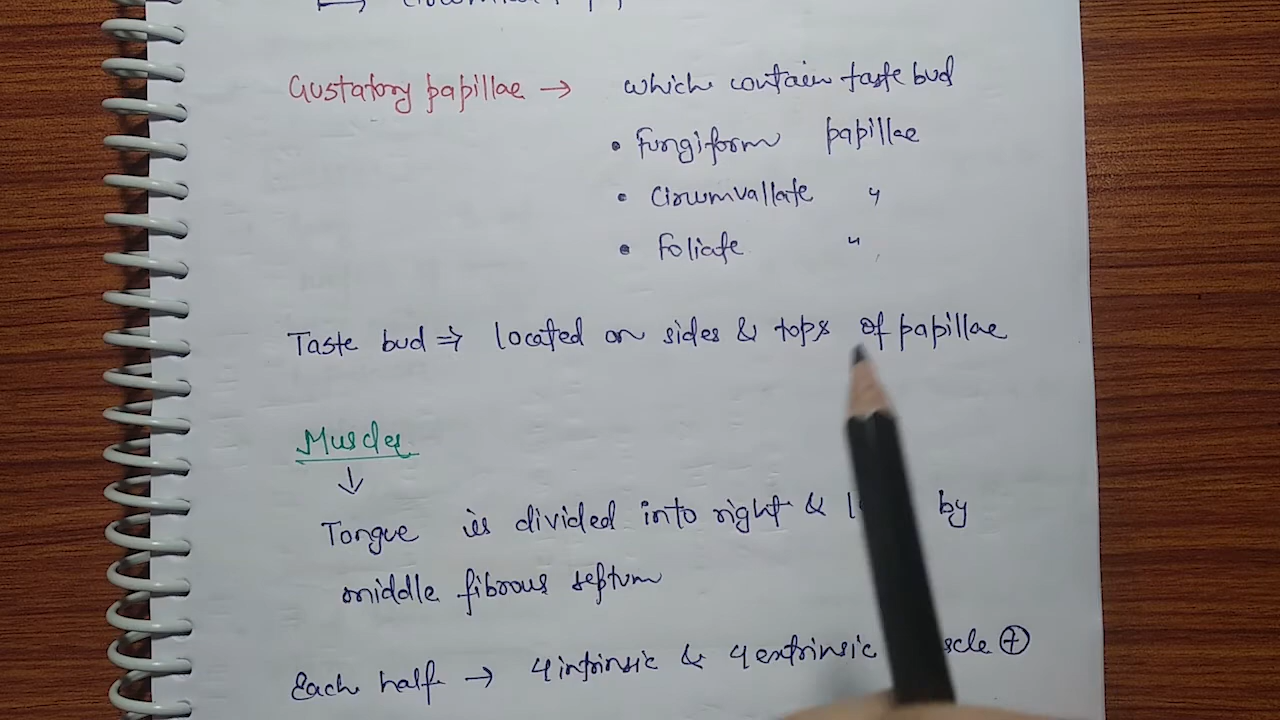 Gustatory papillae → which contain taste bud
• Fungiform papillae
• Circumvallate "
• Foliate "
Taste bud ⇒ located on sides & tops of papillae
Muscles
↓
Tongue is divided into right & by
middle fibrous septum
Each half → 4 intrinsic & 4 extrinsic ⊕